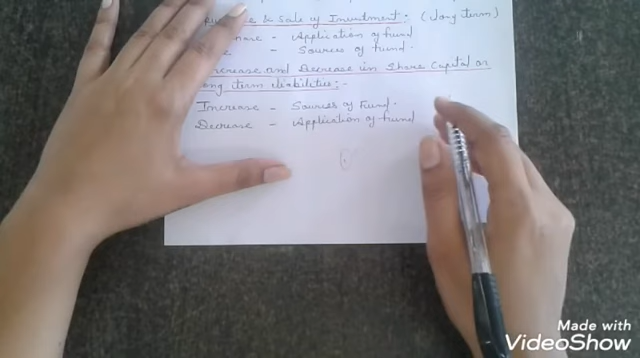 & Sale of Investment. (long term)
- Application of fund
- Sources of fund.
Increase and Decrease in Share Capital or
long term liabilities:-
Increase - Sources of Fund.
Decrease - Application of fund
Made with
VideoShow